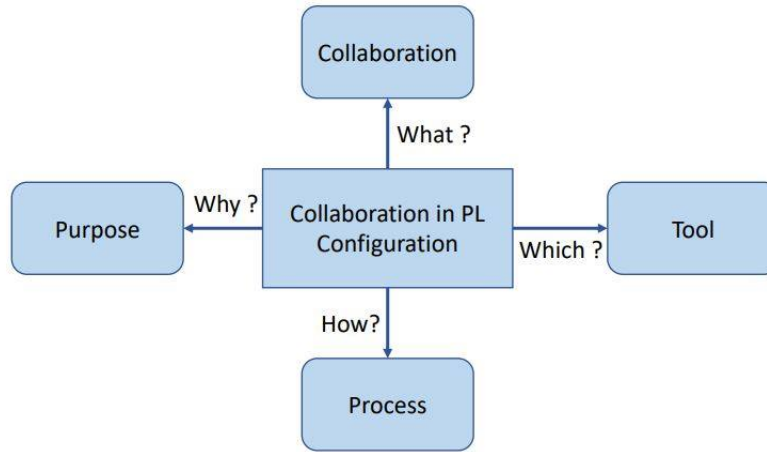 Collaboration
What ?
Why ?
Purpose
Collaboration in PL
Configuration
Which ?
Tool
How?
Process